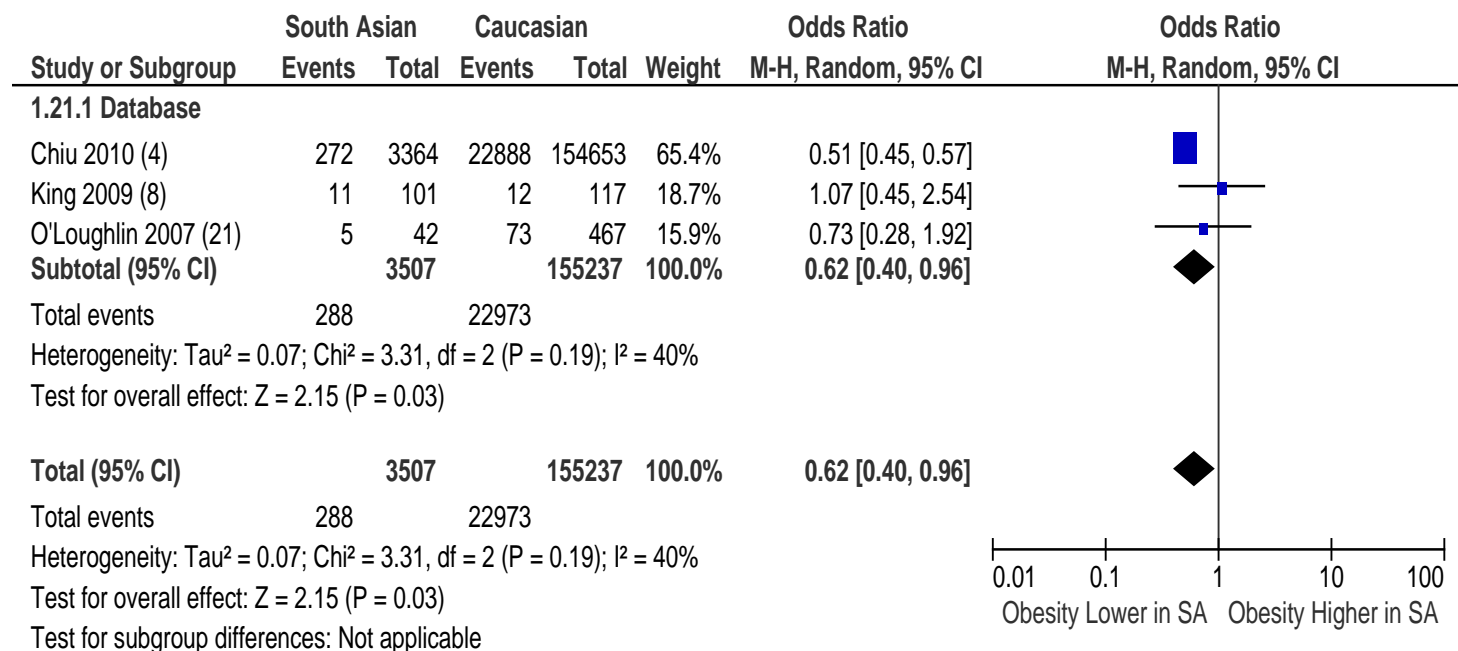 South Asian Caucasian Odds Ratio Odds Ratio
Study or Subgroup Events Total Events Total Weight M-H, Random, 95% CI M-H, Random, 95% CI
1.21.1 Database
Chiu 2010 (4) 272 3364 22888 154653 65.4% 0.51 [0.45, 0.57]
King 2009 (8) 11 101 12 117 18.7% 1.07 [0.45, 2.54]
O'Loughlin 2007 (21) 5 42 73 467 15.9% 0.73 [0.28, 1.92]
Subtotal (95% CI) 3507 155237 100.0% 0.62 [0.40, 0.96]
Total events 288 22973
Heterogeneity: Tau² = 0.07; Chi² = 3.31, df = 2 (P = 0.19); I² = 40%
Test for overall effect: Z = 2.15 (P = 0.03)
Total (95% CI) 3507 155237 100.0% 0.62 [0.40, 0.96]
Total events 288 22973
Heterogeneity: Tau² = 0.07; Chi² = 3.31, df = 2 (P = 0.19); I² = 40%
Test for overall effect: Z = 2.15 (P = 0.03)
Test for subgroup differences: Not applicable
0.01 0.1 1 10 100
Obesity Lower in SA Obesity Higher in SA